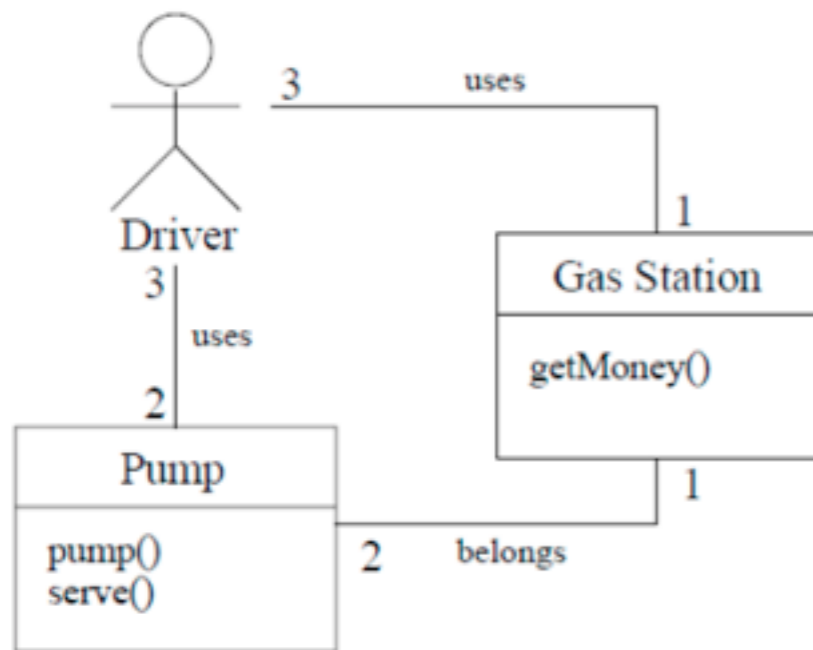 3
uses
Driver
1
Gas Station
3
uses
getMoney()
2
Pump
1
pump()
2
belongs
serve()